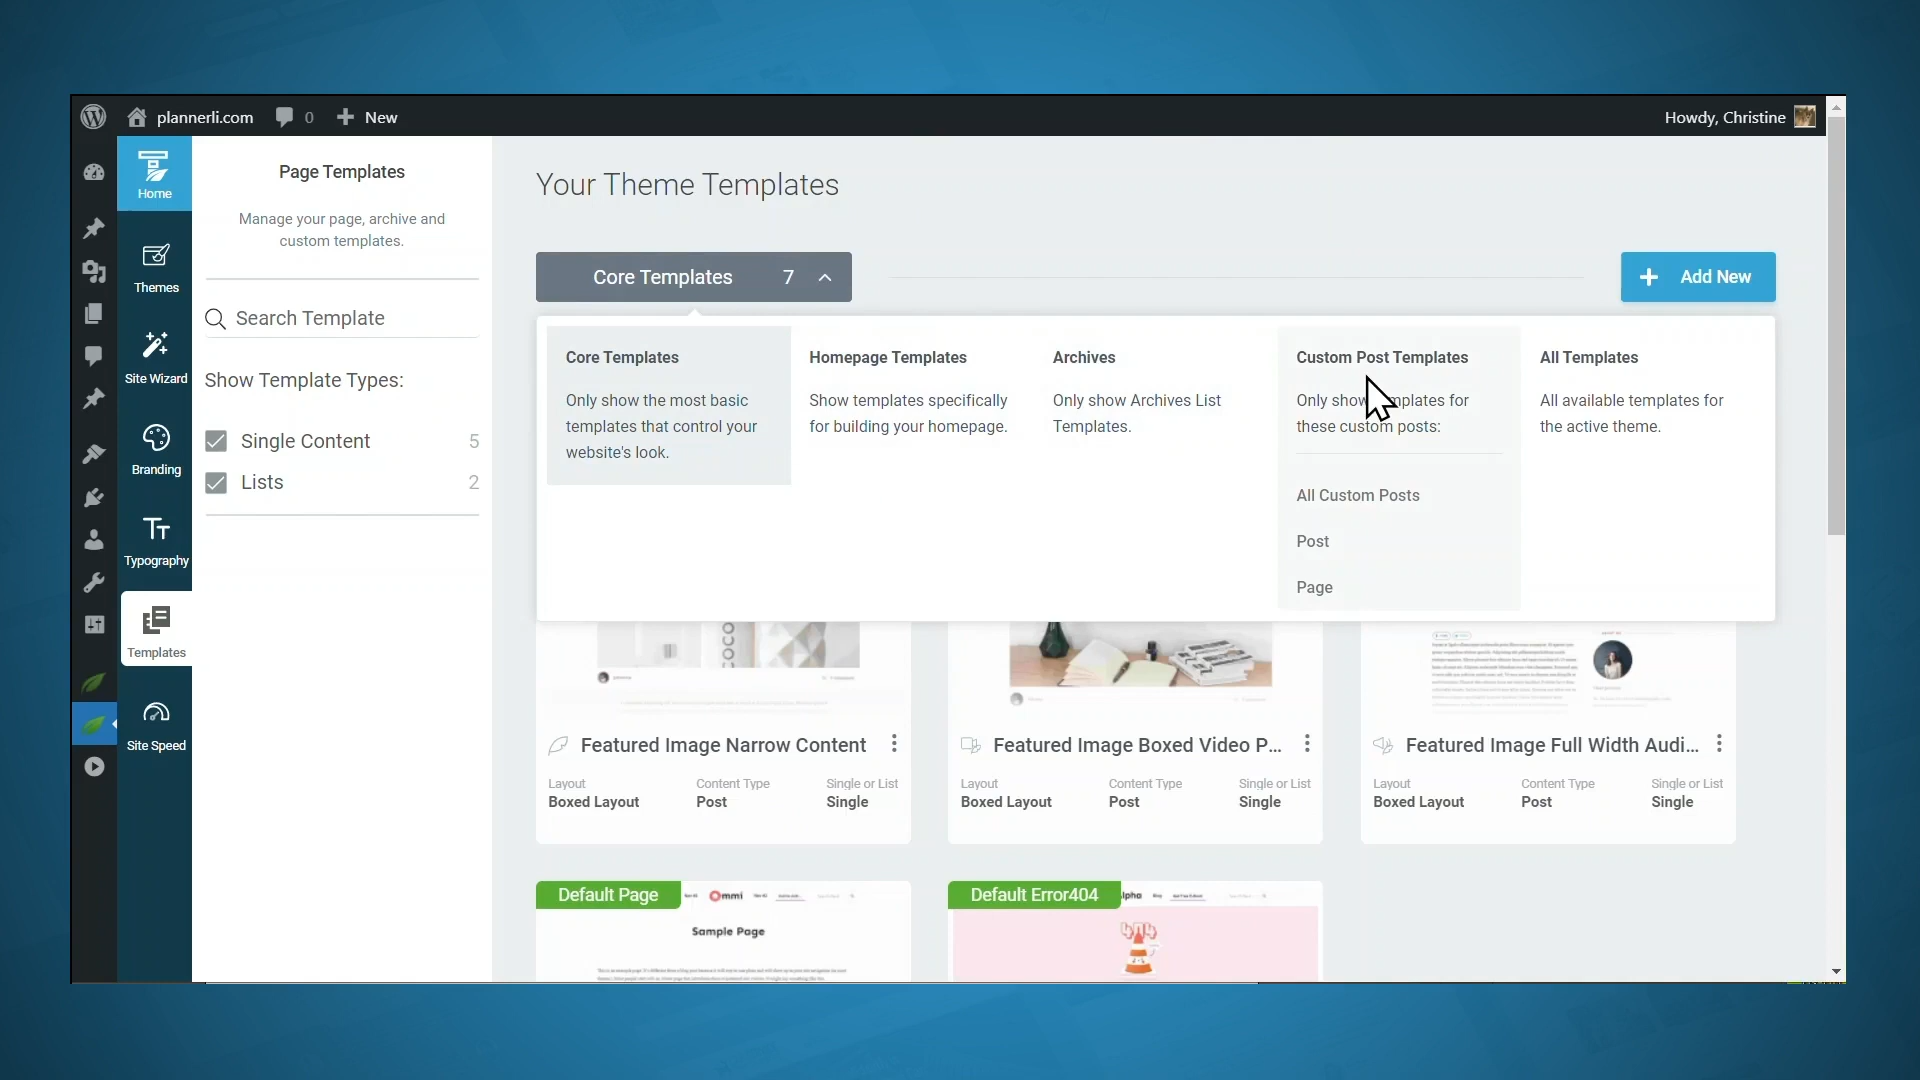 plannerli.com
0
New
Howdy, Christine
Home
Themes
Site Wizard
Branding
Typography
Templates
Site Speed
Page Templates
Manage your page, archive and
custom templates.
Search Template
Show Template Types:
Single Content 5
Lists 2
Your Theme Templates
Core Templates 7
Add New
Core Templates
Only show the most basic
templates that control your
website's look.
Homepage Templates
Show templates specifically
for building your homepage.
Archives
Only show Archives List
Templates.
Custom Post Templates
Only show
for
these custom posts:
All Custom Posts
Post
Page
All Templates
All available templates for
the active theme.
Featured Image Narrow Content
Layout Content Type Single or List
Boxed Layout Post Single
Featured Image Boxed Video P...
Layout Content Type Single or List
Boxed Layout Post Single
Featured Image Full Width Audi...
Layout Content Type Single or List
Boxed Layout Post Single
Default Page
Ommi
Sample Page
Default Error404
404